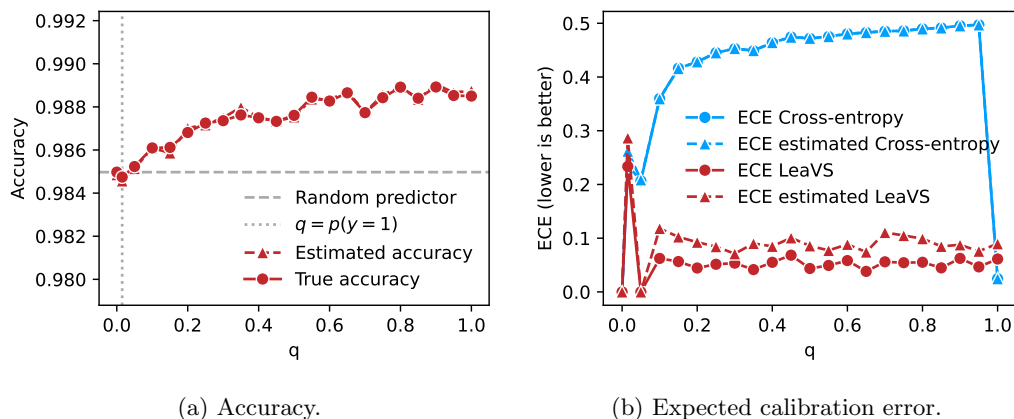 0.992
0.990
0.988
0.986
0.984
0.982
0.980
Accuracy
0.0 0.2 0.4 0.6 0.8 1.0
q
Random predictor
q = p(y = 1)
Estimated accuracy
True accuracy
(a) Accuracy.
0.5
0.4
0.3
0.2
0.1
0.0
ECE (lower is better)
0.0 0.2 0.4 0.6 0.8 1.0
q
ECE Cross-entropy
ECE estimated Cross-entropy
ECE LeaVS
ECE estimated LeaVS
(b) Expected calibration error.